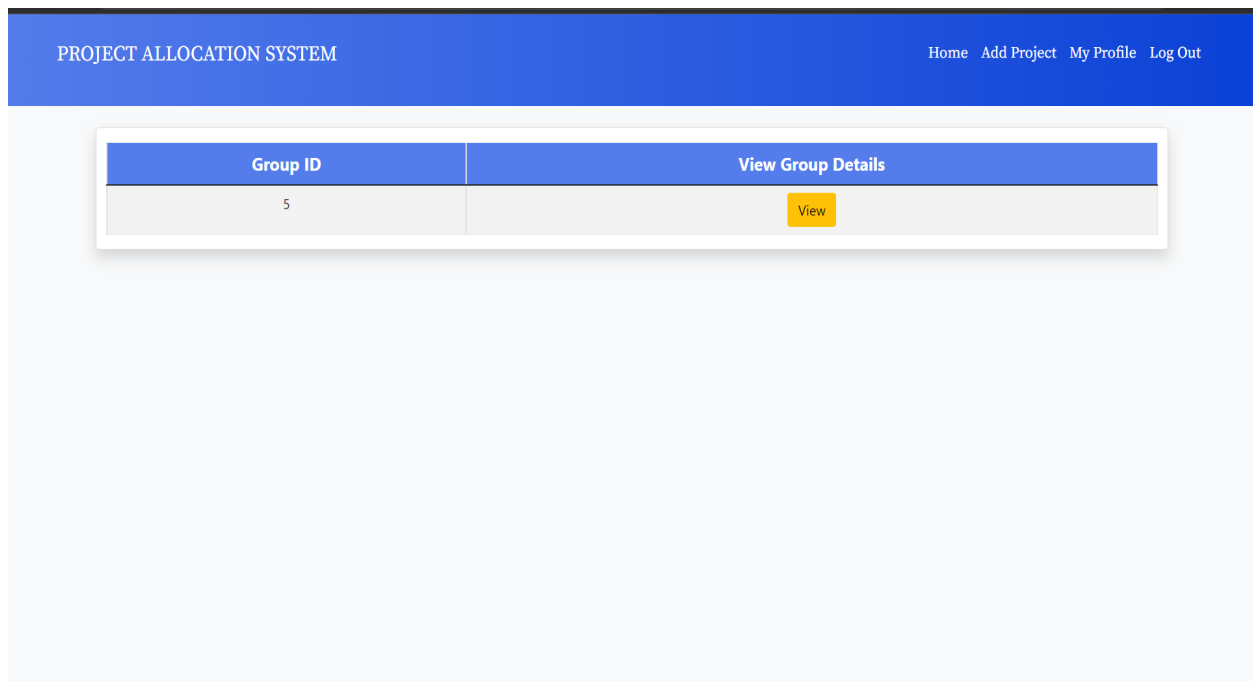 PROJECT ALLOCATION SYSTEM
Home Add Project My Profile Log Out
Group ID View Group Details
5 View